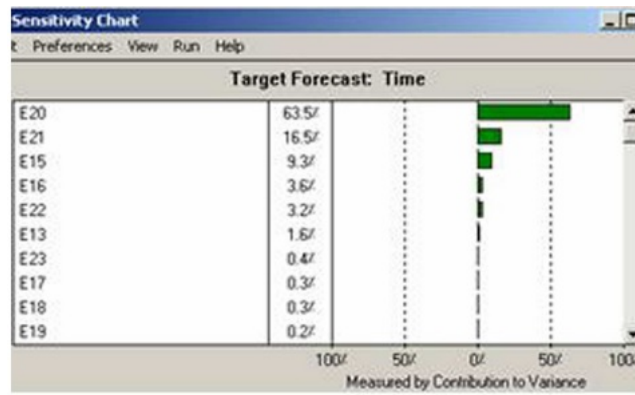 Sensitivity Chart
t Preferences View Run Help
Target Forecast: Time
E20 63.5%
E21 16.5%
E15 9.3%
E16 3.6%
E22 3.2%
E13 1.6%
E23 0.4%
E17 0.3%
E18 0.3%
E19 0.2%
100% 50% 0% 50% 100%
Measured by Contribution to Variance